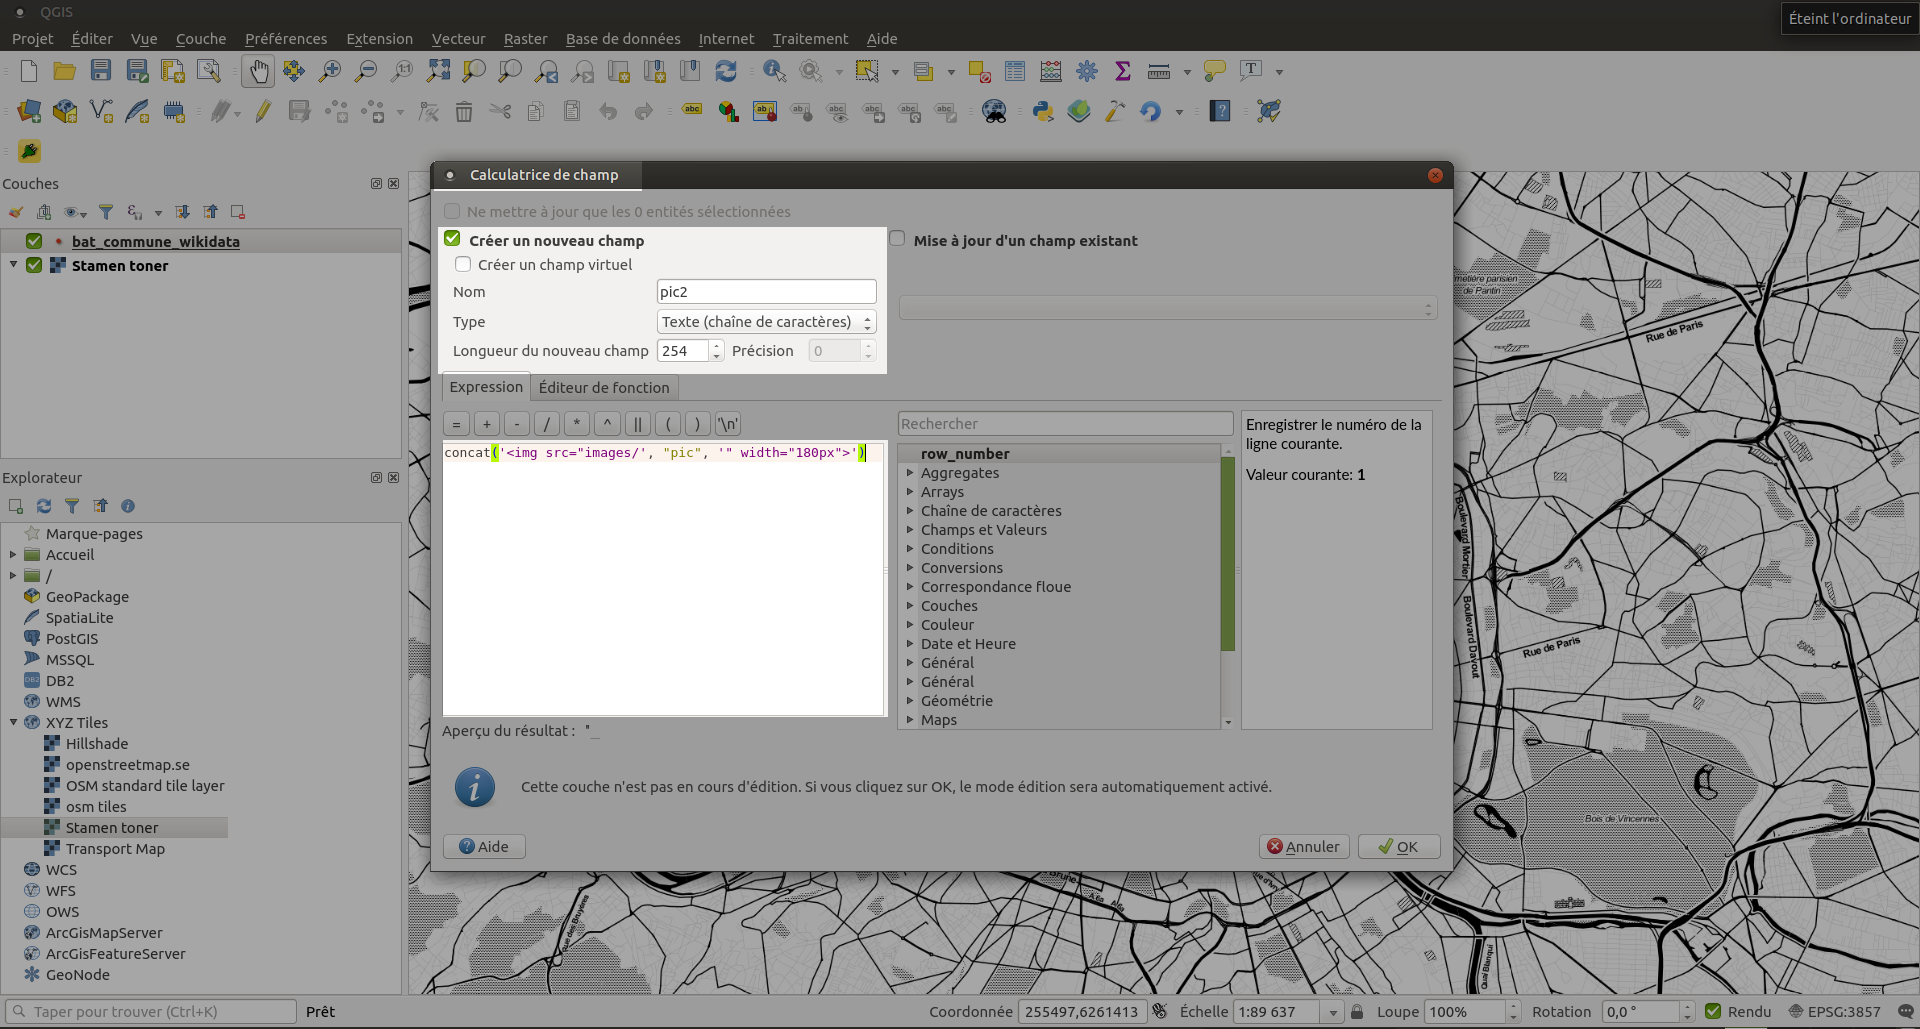 QGIS
Éteint l'ordinateur
Projet Éditer Vue Couche Préférences Extension Vecteur Raster Base de données Internet Traitement Aide
Couches
bat_commune_wikidata
Stamen toner
Explorateur
Marque-pages
Accueil
/
GeoPackage
SpatiaLite
PostGIS
MSSQL
DB2
WMS
XYZ Tiles
Hillshade
openstreetmap.se
OSM standard tile layer
osm tiles
Stamen toner
Transport Map
WCS
WFS
OWS
ArcGisMapServer
ArcGisFeatureServer
GeoNode
Calculatrice de champ
Ne mettre à jour que les 0 entités sélectionnées
Créer un nouveau champ
Mise à jour d'un champ existant
Créer un champ virtuel
Nom pic2
Type Texte (chaîne de caractères)
Longueur du nouveau champ 254 Précision 0
Expression Éditeur de fonction
= + - / * ^ || ( ) '\n'
concat('<img src="images/', "pic", '" width="180px">')
Aperçu du résultat : '
Rechercher
row_number
Aggregates
Arrays
Chaîne de caractères
Champs et Valeurs
Conditions
Conversions
Correspondance floue
Couches
Couleur
Date et Heure
Général
Général
Géométrie
Maps
Enregistrer le numéro de la
ligne courante.
Valeur courante: 1
Cette couche n'est pas en cours d'édition. Si vous cliquez sur OK, le mode édition sera automatiquement activé.
Aide
Annuler
OK
parisien
de Pantin
Rue de Paris
Boulevard Mortier
Boulevard Davout
Rue de Paris
Bois de Vincennes
Rue des Bruyères
A6a
A6a
Quai Blanqui
Taper pour trouver (Ctrl+K)
Prêt
Coordonnée 255497,6261413 Échelle 1:89 637 Loupe 100% Rotation 0,0 ° Rendu EPSG:3857